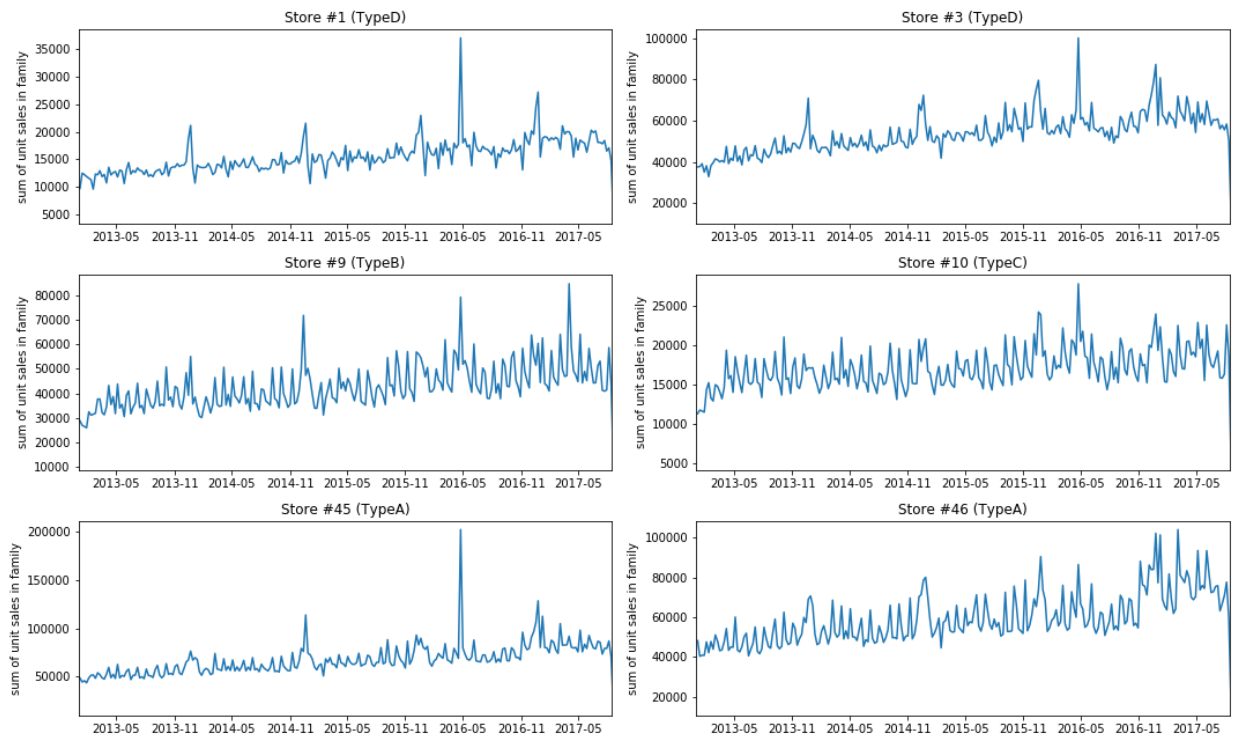 Store #1 (TypeD)
sum of unit sales in family
35000
30000
25000
20000
15000
10000
5000
2013-05 2013-11 2014-05 2014-11 2015-05 2015-11 2016-05 2016-11 2017-05
Store #3 (TypeD)
sum of unit sales in family
100000
80000
60000
40000
20000
2013-05 2013-11 2014-05 2014-11 2015-05 2015-11 2016-05 2016-11 2017-05
Store #9 (TypeB)
sum of unit sales in family
80000
70000
60000
50000
40000
30000
20000
10000
2013-05 2013-11 2014-05 2014-11 2015-05 2015-11 2016-05 2016-11 2017-05
Store #10 (TypeC)
sum of unit sales in family
25000
20000
15000
10000
5000
2013-05 2013-11 2014-05 2014-11 2015-05 2015-11 2016-05 2016-11 2017-05
Store #45 (TypeA)
sum of unit sales in family
200000
150000
100000
50000
2013-05 2013-11 2014-05 2014-11 2015-05 2015-11 2016-05 2016-11 2017-05
Store #46 (TypeA)
sum of unit sales in family
100000
80000
60000
40000
20000
2013-05 2013-11 2014-05 2014-11 2015-05 2015-11 2016-05 2016-11 2017-05